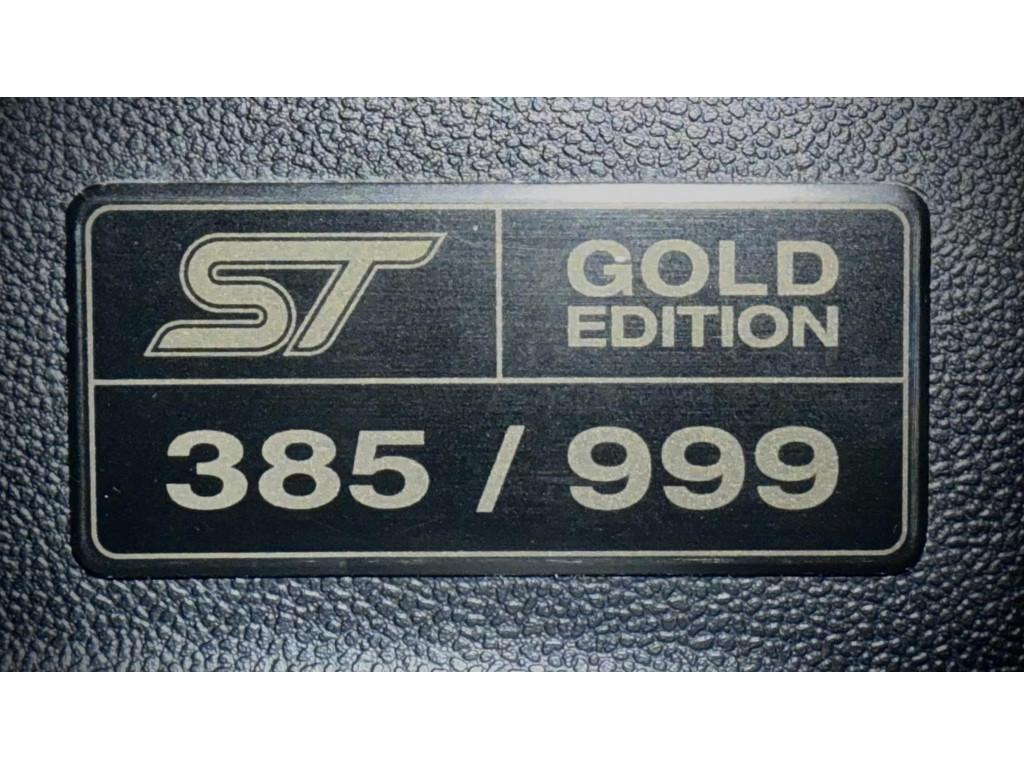 ST
GOLD
EDITION
385 / 999